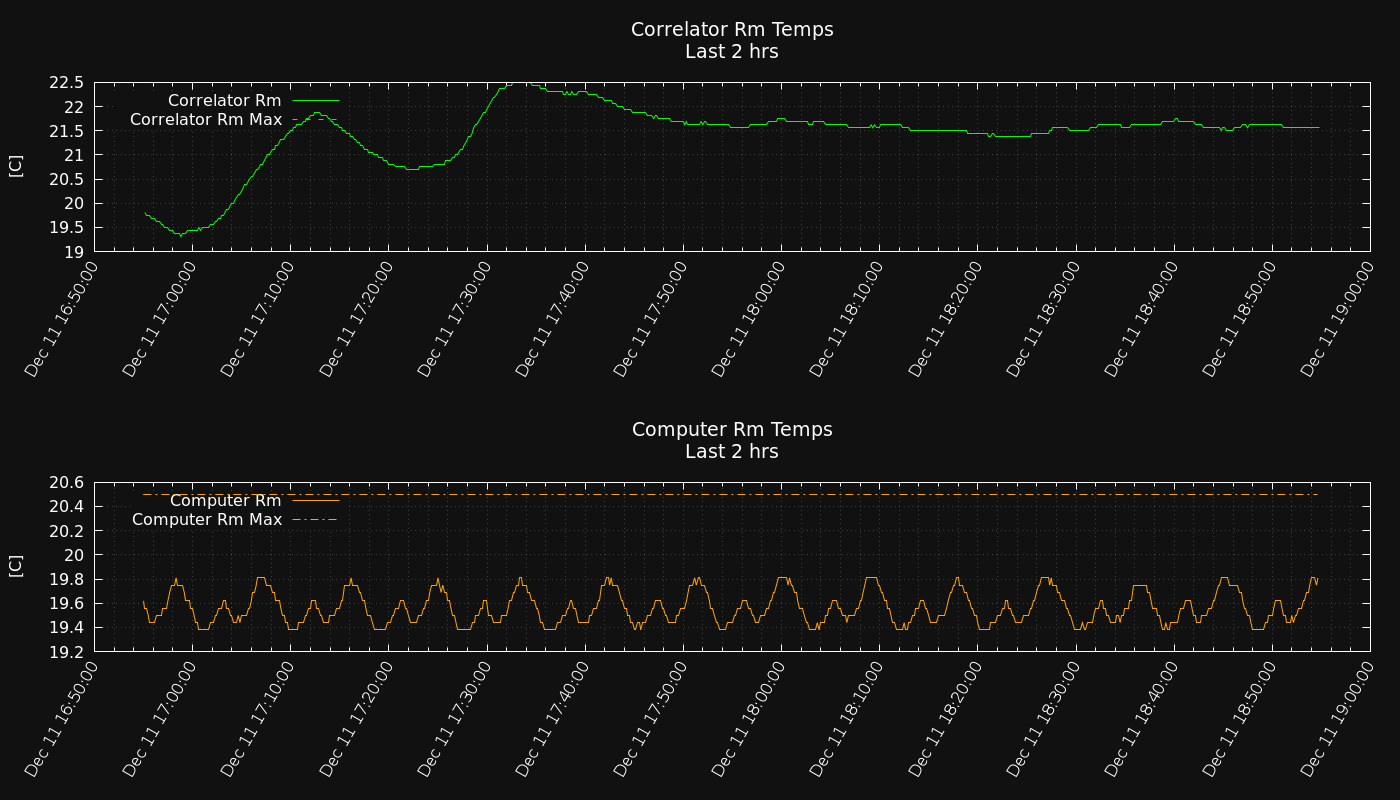 Correlator Rm Temps
Last 2 hrs
22.5
22
21.5
21
20.5
20
19.5
19
[C]
Correlator Rm
Correlator Rm Max
Dec 11 16:50:00
Dec 11 17:00:00
Dec 11 17:10:00
Dec 11 17:20:00
Dec 11 17:30:00
Dec 11 17:40:00
Dec 11 17:50:00
Dec 11 18:00:00
Dec 11 18:10:00
Dec 11 18:20:00
Dec 11 18:30:00
Dec 11 18:40:00
Dec 11 18:50:00
Dec 11 19:00:00
Computer Rm Temps
Last 2 hrs
20.6
20.4
20.2
20
19.8
19.6
19.4
19.2
[C]
Computer Rm
Computer Rm Max
Dec 11 16:50:00
Dec 11 17:00:00
Dec 11 17:10:00
Dec 11 17:20:00
Dec 11 17:30:00
Dec 11 17:40:00
Dec 11 17:50:00
Dec 11 18:00:00
Dec 11 18:10:00
Dec 11 18:20:00
Dec 11 18:30:00
Dec 11 18:40:00
Dec 11 18:50:00
Dec 11 19:00:00